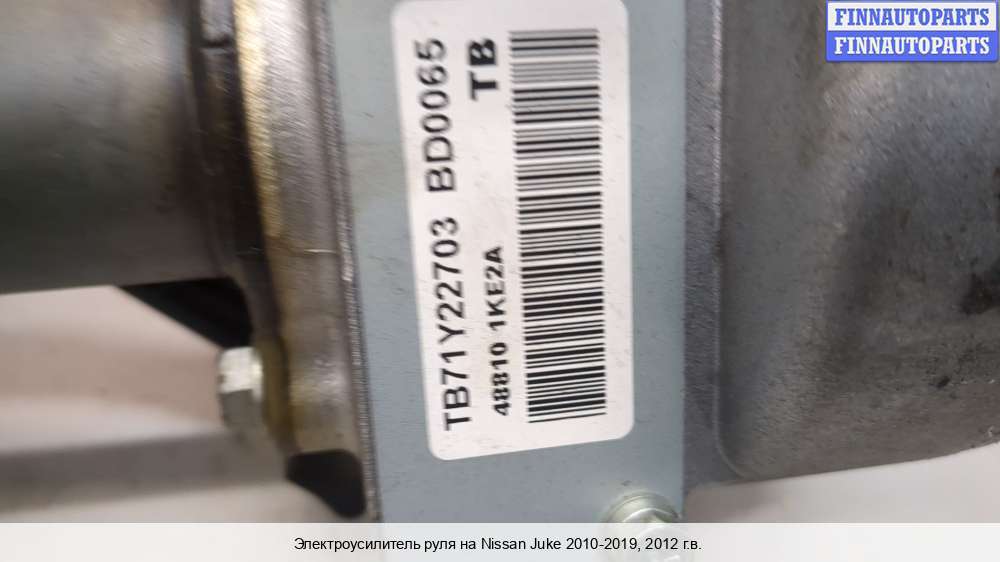 FINNAUTOPARTS
FINNAUTOPARTS
TB71Y22703 BD0065
48810 1KE2A TB
Электроусилитель руля на Nissan Juke 2010-2019, 2012 г.в.